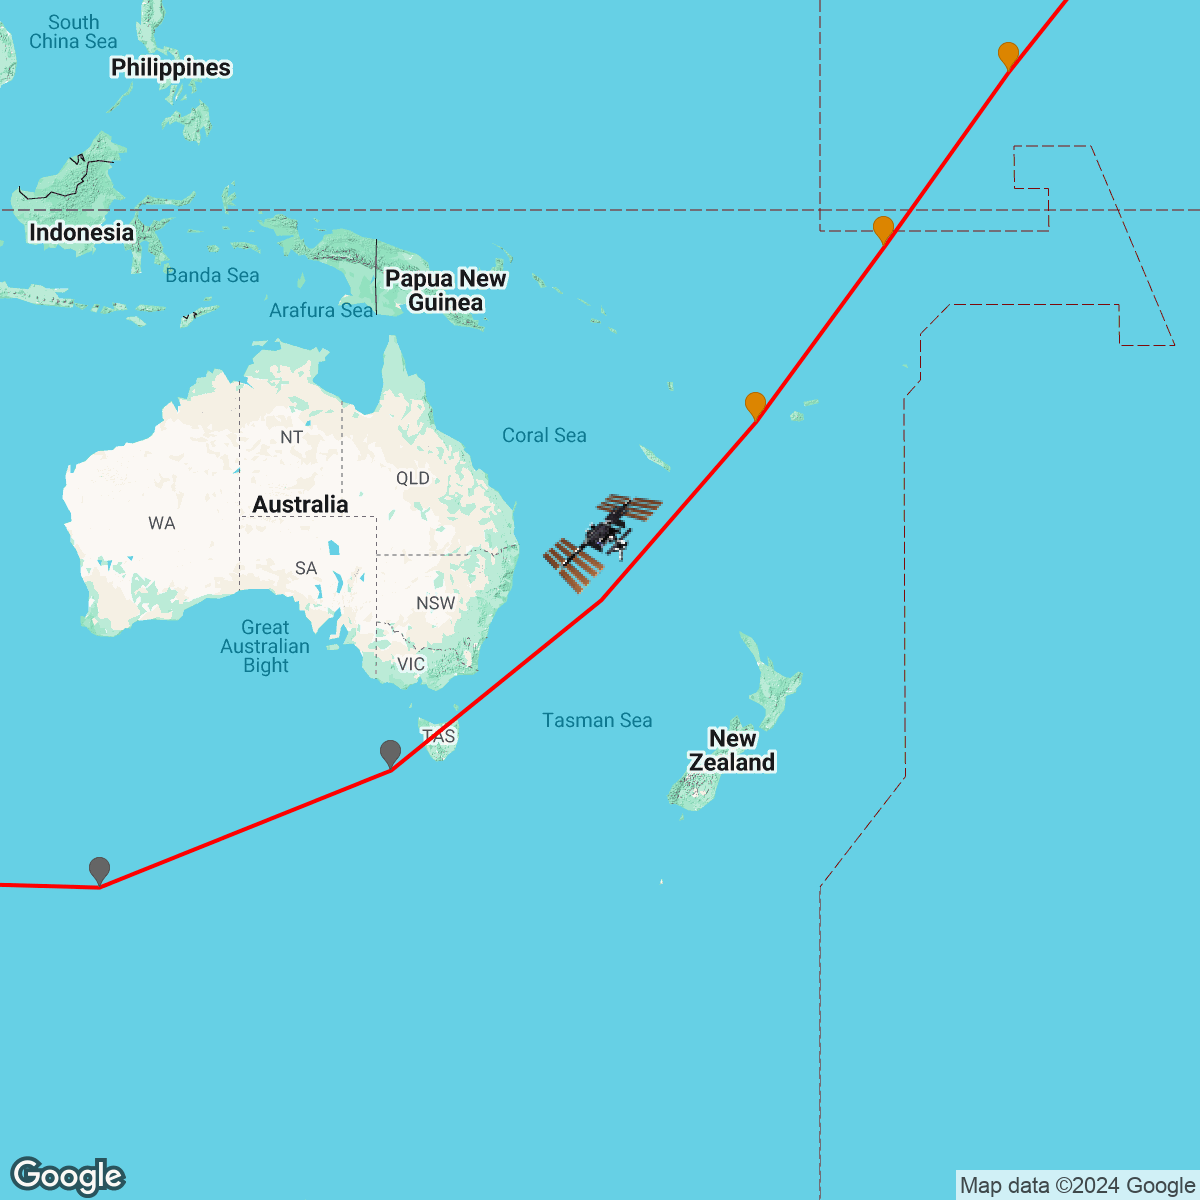 South
China Sea
Philippines
Indonesia
Banda Sea
Papua New
Guinea
Arafura Sea
Coral Sea
NT
QLD
Australia
WA
SA
NSW
Great
Australian
Bight
VIC
TAS
Tasman Sea
New
Zealand
Google
Map data ©2024 Google